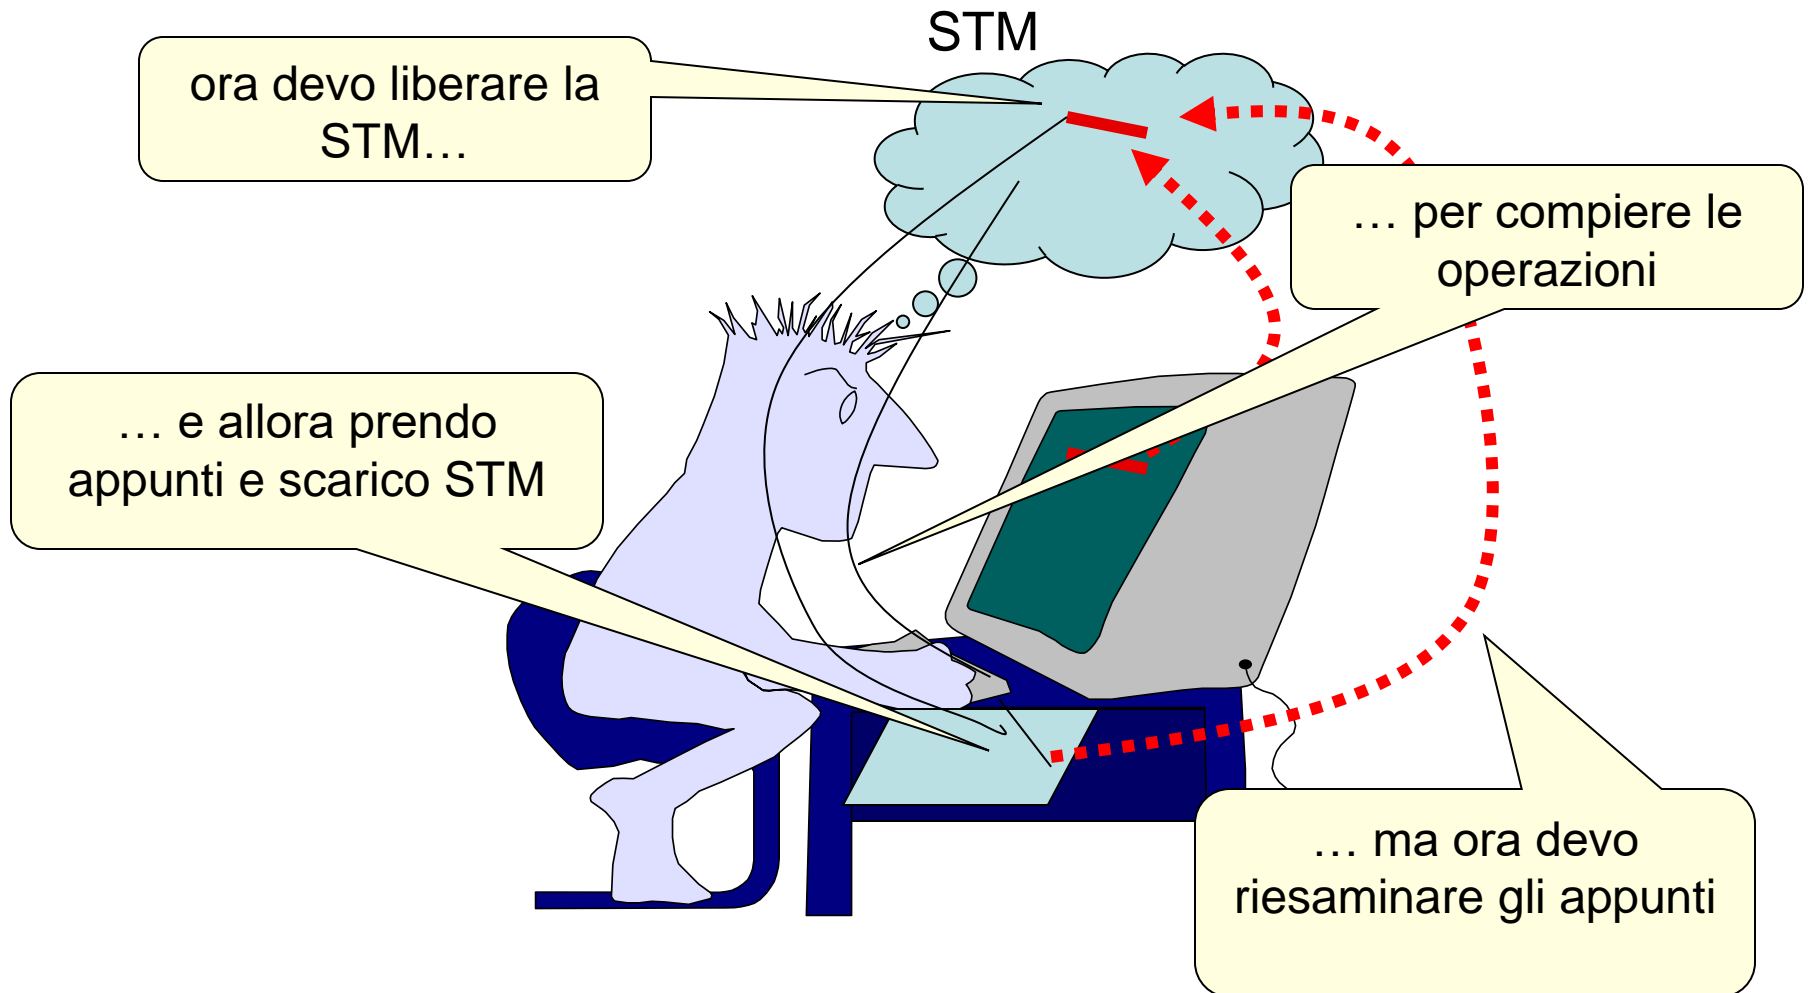 STM
ora devo liberare la
STM…
… per compiere le
operazioni
… e allora prendo
appunti e scarico STM
… ma ora devo
riesaminare gli appunti